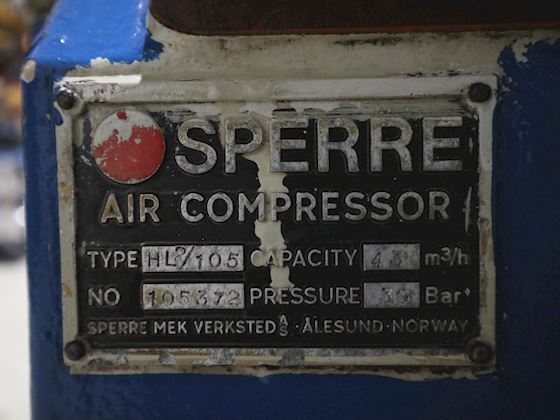 SPERRE
AIR COMPRESSOR
TYPE HL2/105 CAPACITY 43 m³/h
NO 105372 PRESSURE 30 Bar
SPERRE MEK VERKSTED A/S · ÅLESUND · NORWAY